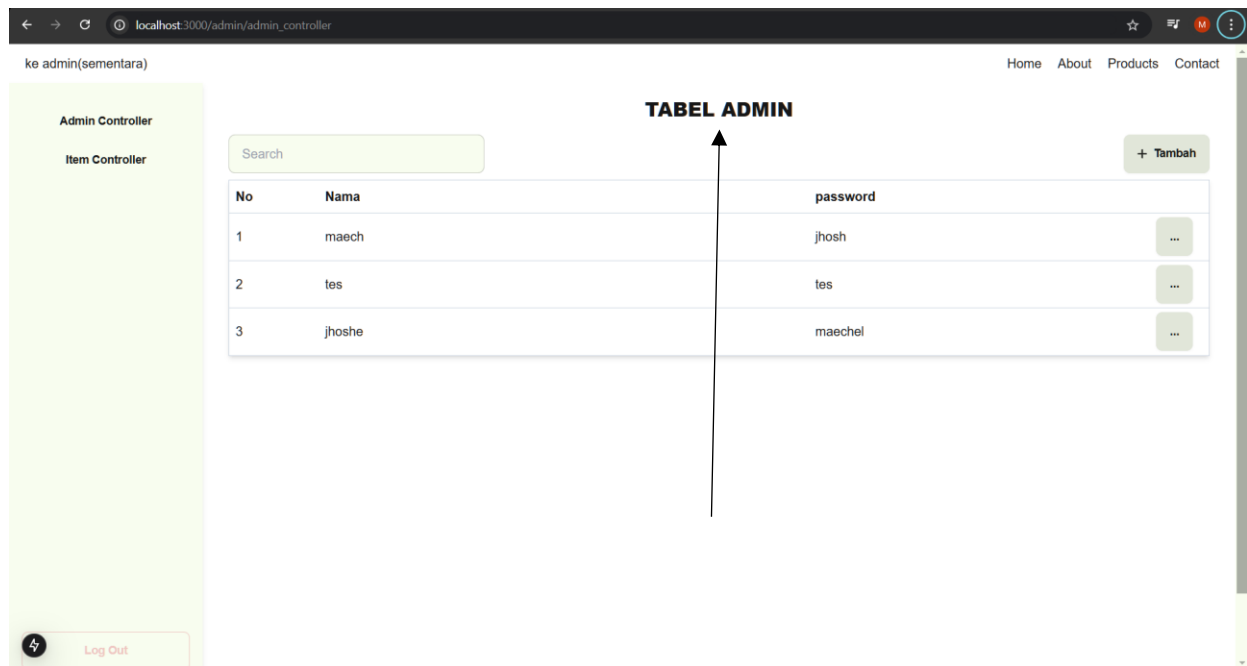 localhost:3000/admin/admin_controller
M
ke admin(sementara)
Home About Products Contact
Admin Controller
Item Controller
TABEL ADMIN
Search
+ Tambah
No Nama password
1 maech jhosh ...
2 tes tes ...
3 jhoshe maechel ...
Log Out